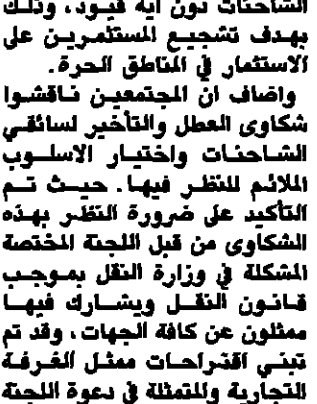 الشاحنات دون اية قيود، وذلك
بهدف تشجيع المستثمرين على
الاستثمار في المناطق الحرة.
واضاف ان المجتمعين ناقشوا
شكاوى العطل والتأخير لسائقي
الشاحنات واختيار الاسلوب
الملائم للنظر فيها. حيث تم
التأكيد على ضرورة النظر بهذه
الشكاوى من قبل اللجنة المختصة
المشكلة في وزارة النقل بموجب
قانون النقل ويشارك فيها
ممثلون عن كافة الجهات، وقد تم
تبني اقتراحات ممثل الغرفة
التجارية والمتمثلة في دعوة اللجنة